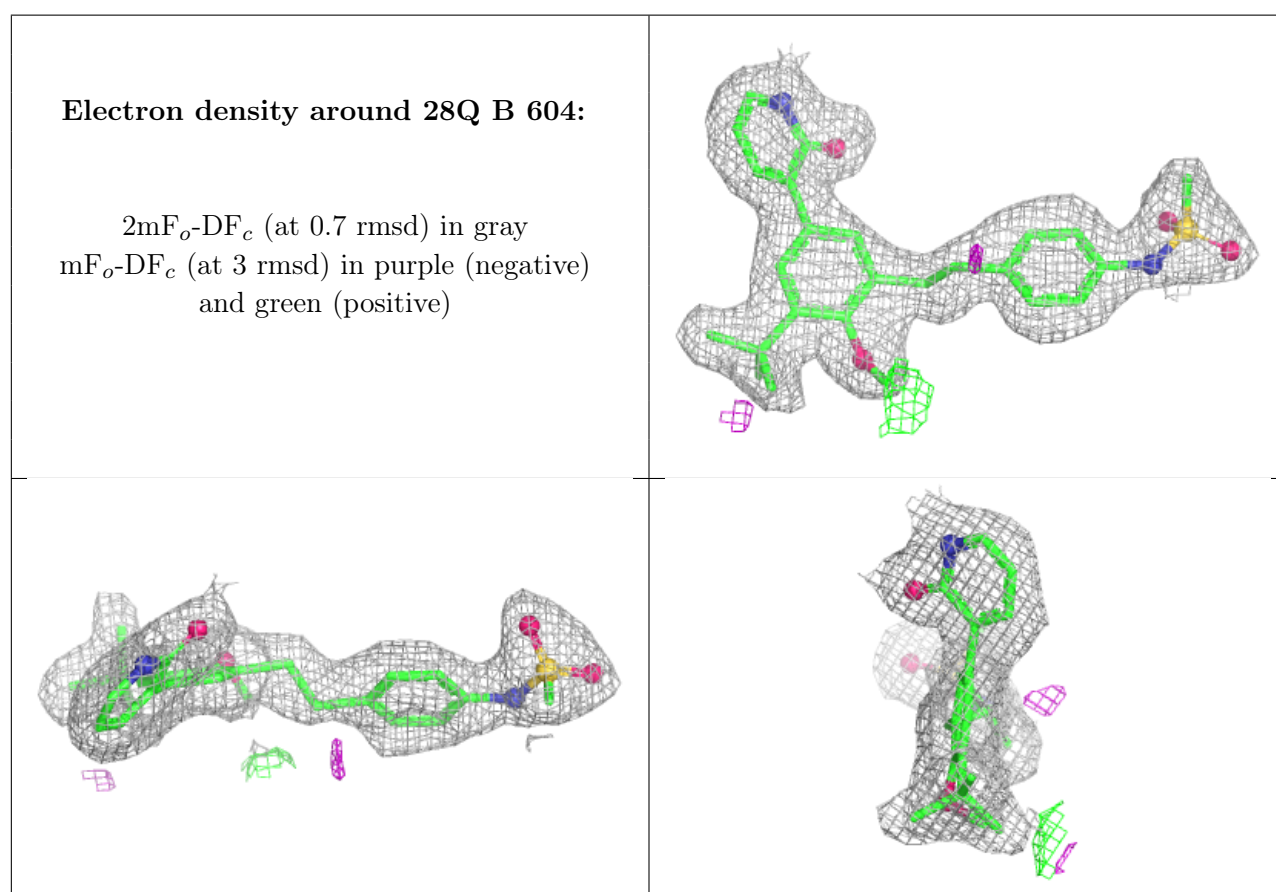 Electron density around 28Q B 604:
2mFo-DFc (at 0.7 rmsd) in gray
mFo-DFc (at 3 rmsd) in purple (negative)
and green (positive)